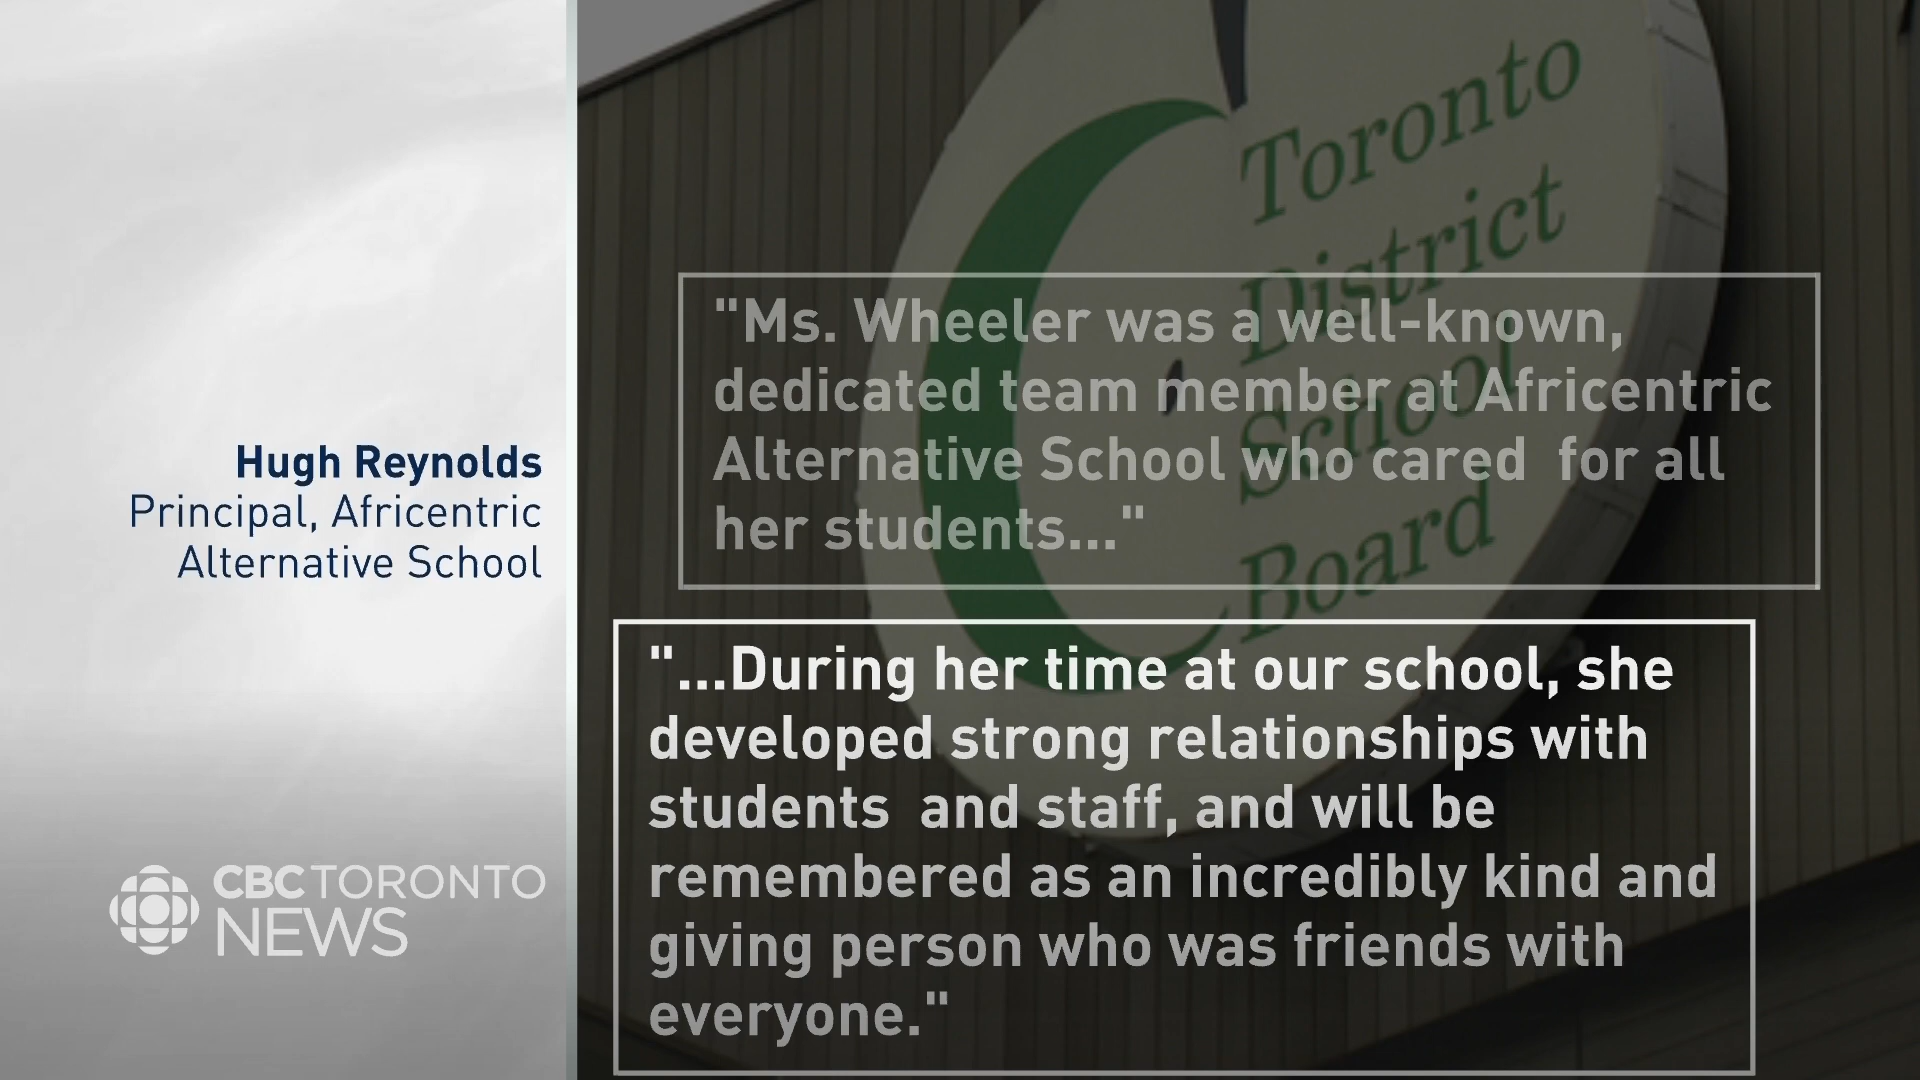 Hugh Reynolds
Principal, Africentric
Alternative School
CBC TORONTO
NEWS
Toronto
District
School
Board
"Ms. Wheeler was a well-known,
dedicated team member at Africentric
Alternative School who cared  for all
her students..."
"...During her time at our school, she
developed strong relationships with
students  and staff, and will be
remembered as an incredibly kind and
giving person who was friends with
everyone."